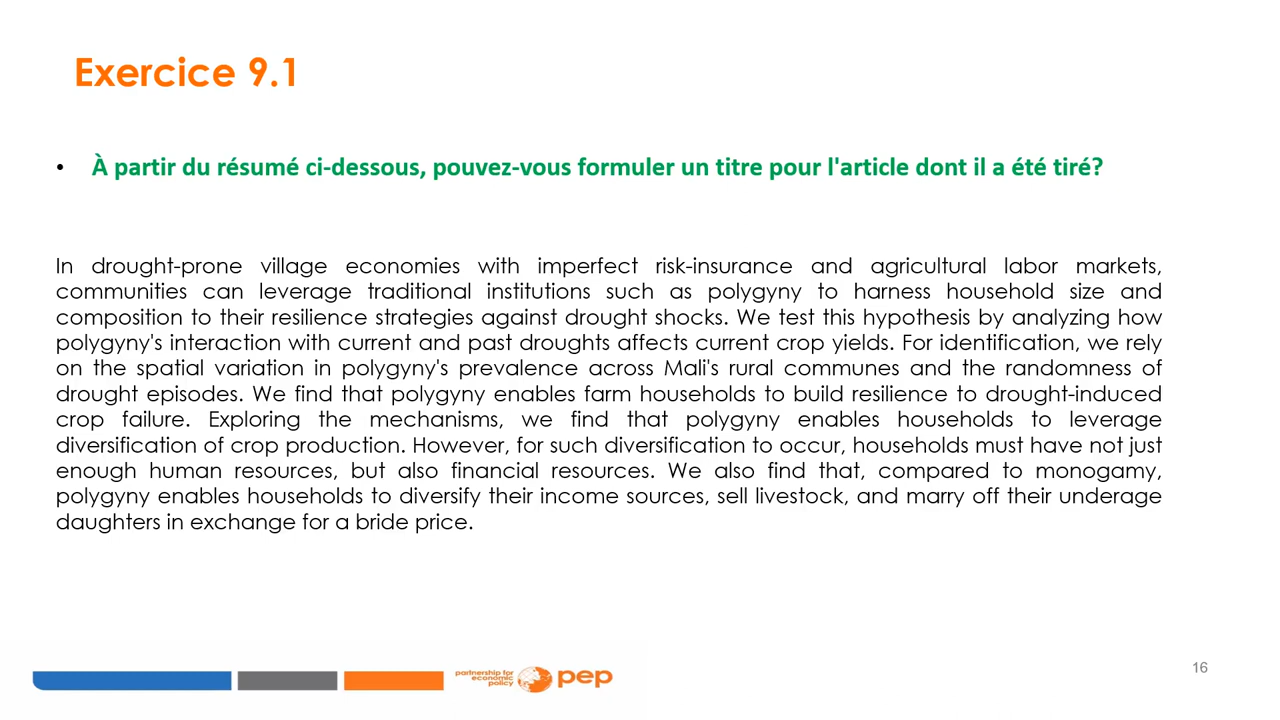 Exercice 9.1
• À partir du résumé ci-dessous, pouvez-vous formuler un titre pour l'article dont il a été tiré?
In drought-prone village economies with imperfect risk-insurance and agricultural labor markets,
communities can leverage traditional institutions such as polygyny to harness household size and
composition to their resilience strategies against drought shocks. We test this hypothesis by analyzing how
polygyny's interaction with current and past droughts affects current crop yields. For identification, we rely
on the spatial variation in polygyny's prevalence across Mali's rural communes and the randomness of
drought episodes. We find that polygyny enables farm households to build resilience to drought-induced
crop failure. Exploring the mechanisms, we find that polygyny enables households to leverage
diversification of crop production. However, for such diversification to occur, households must have not just
enough human resources, but also financial resources. We also find that, compared to monogamy,
polygyny enables households to diversify their income sources, sell livestock, and marry off their underage
daughters in exchange for a bride price.
partnership for
economic
policy
pep
16